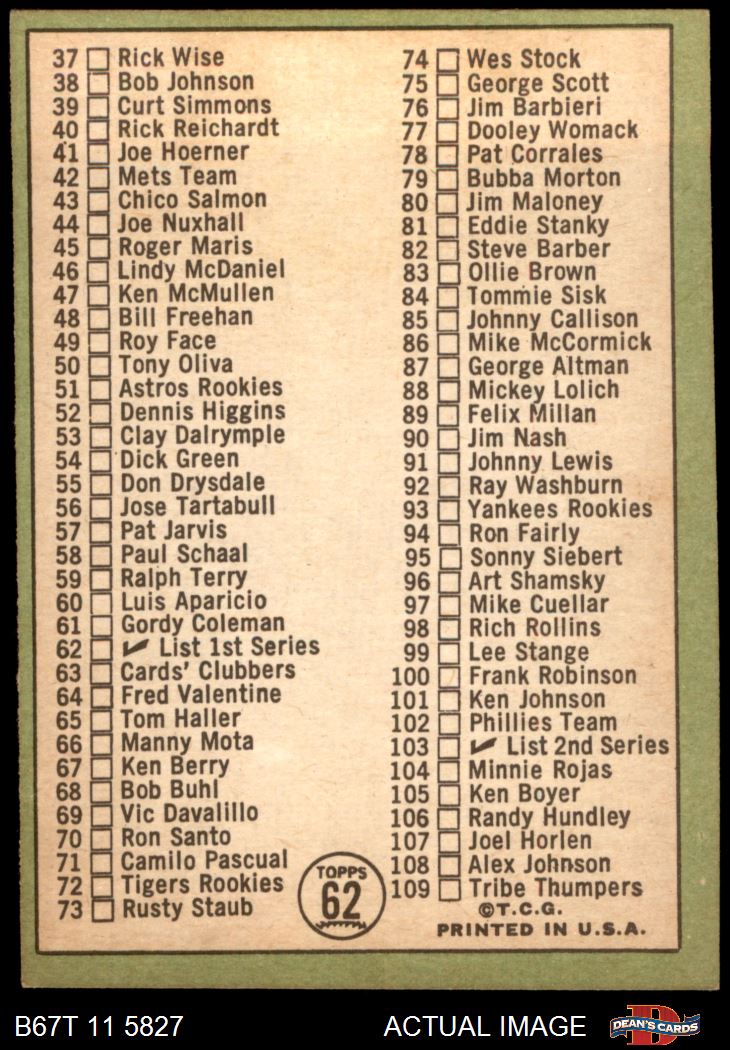 37 Rick Wise
38 Bob Johnson
39 Curt Simmons
40 Rick Reichardt
41 Joe Hoerner
42 Mets Team
43 Chico Salmon
44 Joe Nuxhall
45 Roger Maris
46 Lindy McDaniel
47 Ken McMullen
48 Bill Freehan
49 Roy Face
50 Tony Oliva
51 Astros Rookies
52 Dennis Higgins
53 Clay Dalrymple
54 Dick Green
55 Don Drysdale
56 Jose Tartabull
57 Pat Jarvis
58 Paul Schaal
59 Ralph Terry
60 Luis Aparicio
61 Gordy Coleman
62 ✔ List 1st Series
63 Cards' Clubbers
64 Fred Valentine
65 Tom Haller
66 Manny Mota
67 Ken Berry
68 Bob Buhl
69 Vic Davalillo
70 Ron Santo
71 Camilo Pascual
72 Tigers Rookies
73 Rusty Staub
TOPPS
62
74 Wes Stock
75 George Scott
76 Jim Barbieri
77 Dooley Womack
78 Pat Corrales
79 Bubba Morton
80 Jim Maloney
81 Eddie Stanky
82 Steve Barber
83 Ollie Brown
84 Tommie Sisk
85 Johnny Callison
86 Mike McCormick
87 George Altman
88 Mickey Lolich
89 Felix Millan
90 Jim Nash
91 Johnny Lewis
92 Ray Washburn
93 Yankees Rookies
94 Ron Fairly
95 Sonny Siebert
96 Art Shamsky
97 Mike Cuellar
98 Rich Rollins
99 Lee Stange
100 Frank Robinson
101 Ken Johnson
102 Phillies Team
103 ✔ List 2nd Series
104 Minnie Rojas
105 Ken Boyer
106 Randy Hundley
107 Joel Horlen
108 Alex Johnson
109 Tribe Thumpers
©T.C.G.
PRINTED IN U.S.A.
B67T 11 5827
ACTUAL IMAGE
D
DEAN'S CARDS